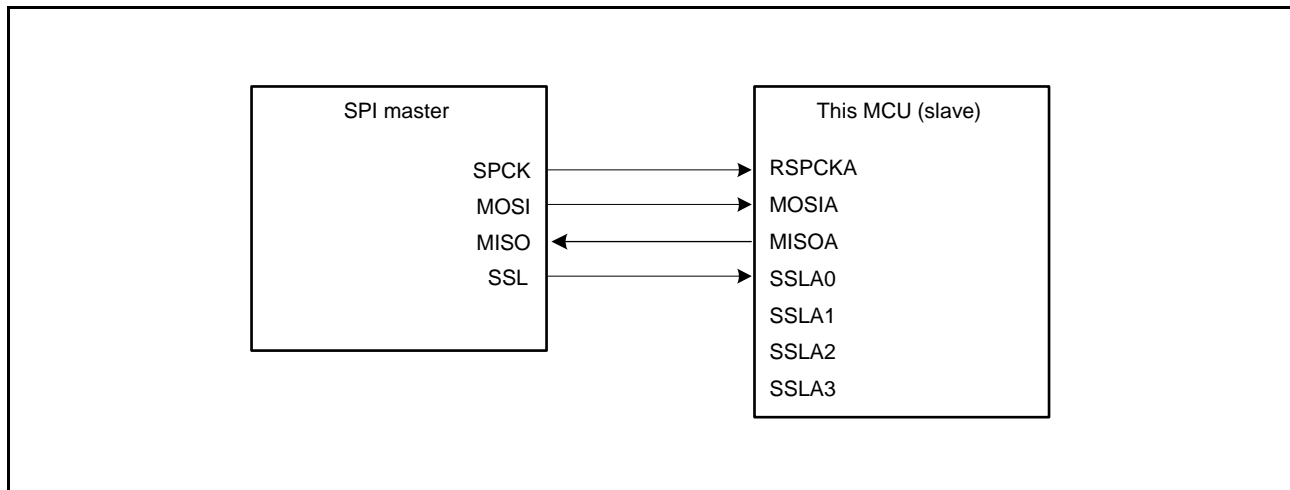 SPI master
SPCK
MOSI
MISO
SSL
This MCU (slave)
RSPCKA
MOSIA
MISOA
SSLA0
SSLA1
SSLA2
SSLA3